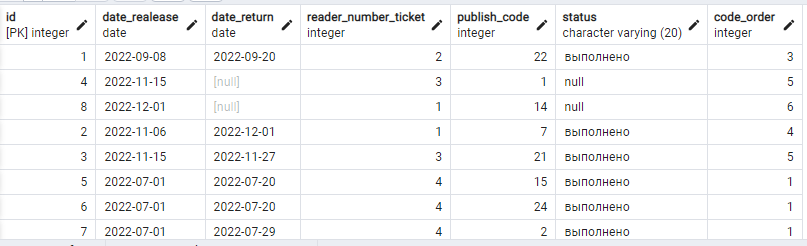 id date_realease date_return reader_number_ticket publish_code status code_order
[PK] integer date date integer integer character varying (20) integer
1 2022-09-08 2022-09-20 2 22 выполнено 3
4 2022-11-15 [null] 3 1 null 5
8 2022-12-01 [null] 1 14 null 6
2 2022-11-06 2022-12-01 1 7 выполнено 4
3 2022-11-15 2022-11-27 3 21 выполнено 5
5 2022-07-01 2022-07-20 4 15 выполнено 1
6 2022-07-01 2022-07-20 4 24 выполнено 1
7 2022-07-01 2022-07-29 4 2 выполнено 1